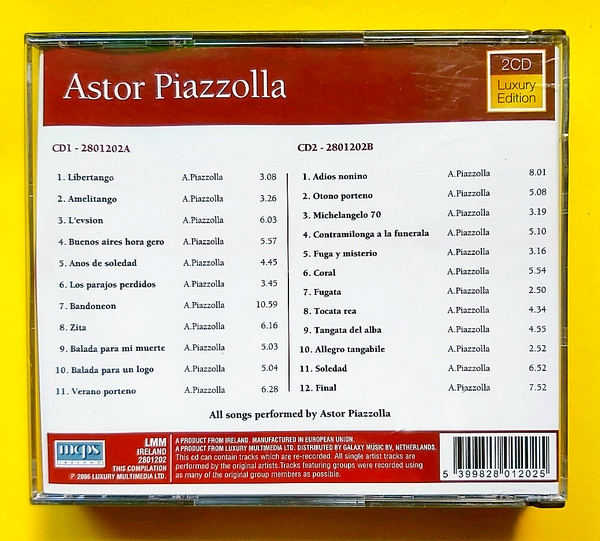 Astor Piazzolla
2CD
Luxury
Edition
CD1 - 2801202A
1. Libertango A.Piazzolla 3.08
2. Amelitango A.Piazzolla 3.26
3. L'evsion A.Piazzolla 6.03
4. Buenos aires hora gero A.Piazzolla 5.57
5. Anos de soledad A.Piazzolla 4.45
6. Los parajos perdidos A.Piazzolla 3.45
7. Bandoneon A.Piazzolla 10.59
8. Zita A.Piazzolla 6.16
9. Balada para mi muerte A.Piazzolla 5.03
10. Balada para un logo A.Piazzolla 5.04
11. Verano porteno A.Piazzolla 6.28
CD2 - 2801202B
1. Adios nonino A.Piazzolla 8.01
2. Otono porteno A.Piazzolla 5.08
3. Michelangelo 70 A.Piazzolla 3.19
4. Contramilonga a la funerala A.Piazzolla 5.10
5. Fuga y misterio A.Piazzolla 3.16
6. Coral A.Piazzolla 5.54
7. Fugata A.Piazzolla 2.50
8. Tocata rea A.Piazzolla 4.34
9. Tangata del alba A.Piazzolla 4.55
10. Allegro tangabile A.Piazzolla 2.52
11. Soledad A.Piazzolla 6.52
12. Final A.Piazzolla 7.52
All songs performed by Astor Piazzolla
mcps
LMM
IRELAND
2801202
THIS COMPILATION
℗ 2006 LUXURY MULTIMEDIA LTD.
A PRODUCT FROM IRELAND. MANUFACTURED IN EUROPEAN UNION.
A PRODUCT FROM LUXURY MULTIMEDIA LTD. DISTRIBUTED BY GALAXY MUSIC BV, NETHERLANDS.
This cd can contain tracks which are re-recorded. All single artist tracks are
performed by the original artists.Tracks featuring groups were recorded using
as many of the original group members as possible.
5 399828 012025